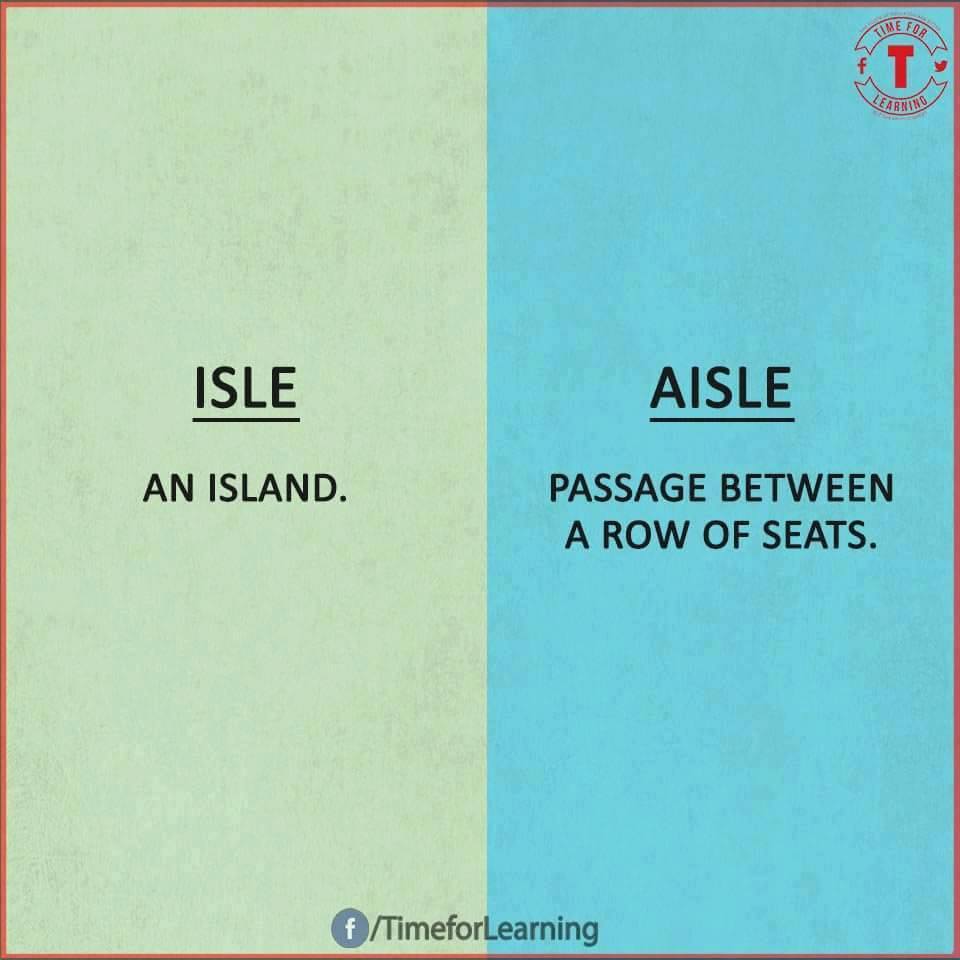 TIME FOR
T
LEARNING
ISLE
AN ISLAND.
AISLE
PASSAGE BETWEEN
A ROW OF SEATS.
f/TimeforLearning